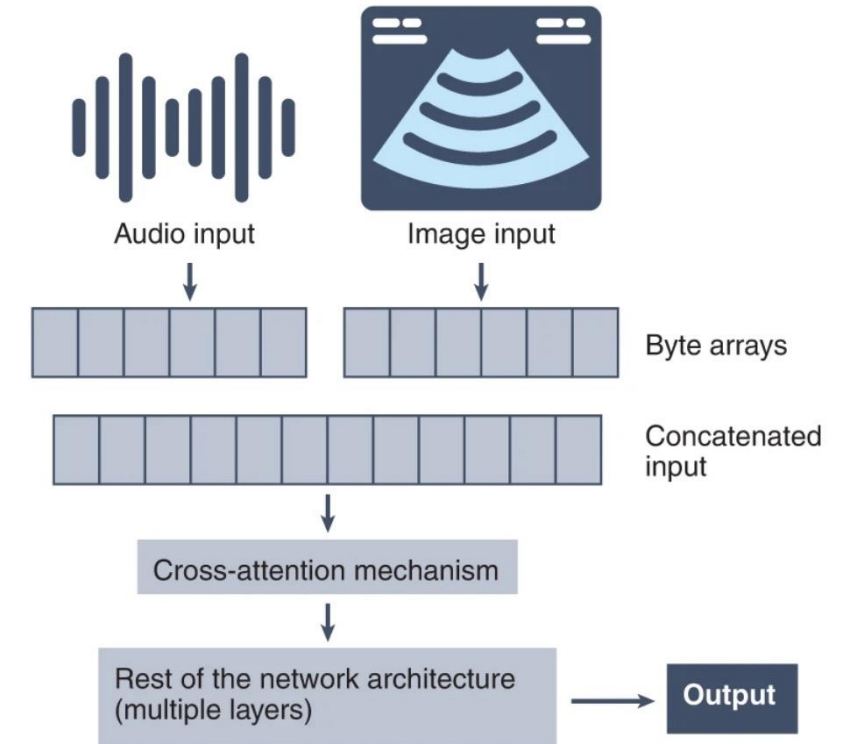 Audio input
Image input
Byte arrays
Concatenated
input
Cross-attention mechanism
Rest of the network architecture
(multiple layers)
Output